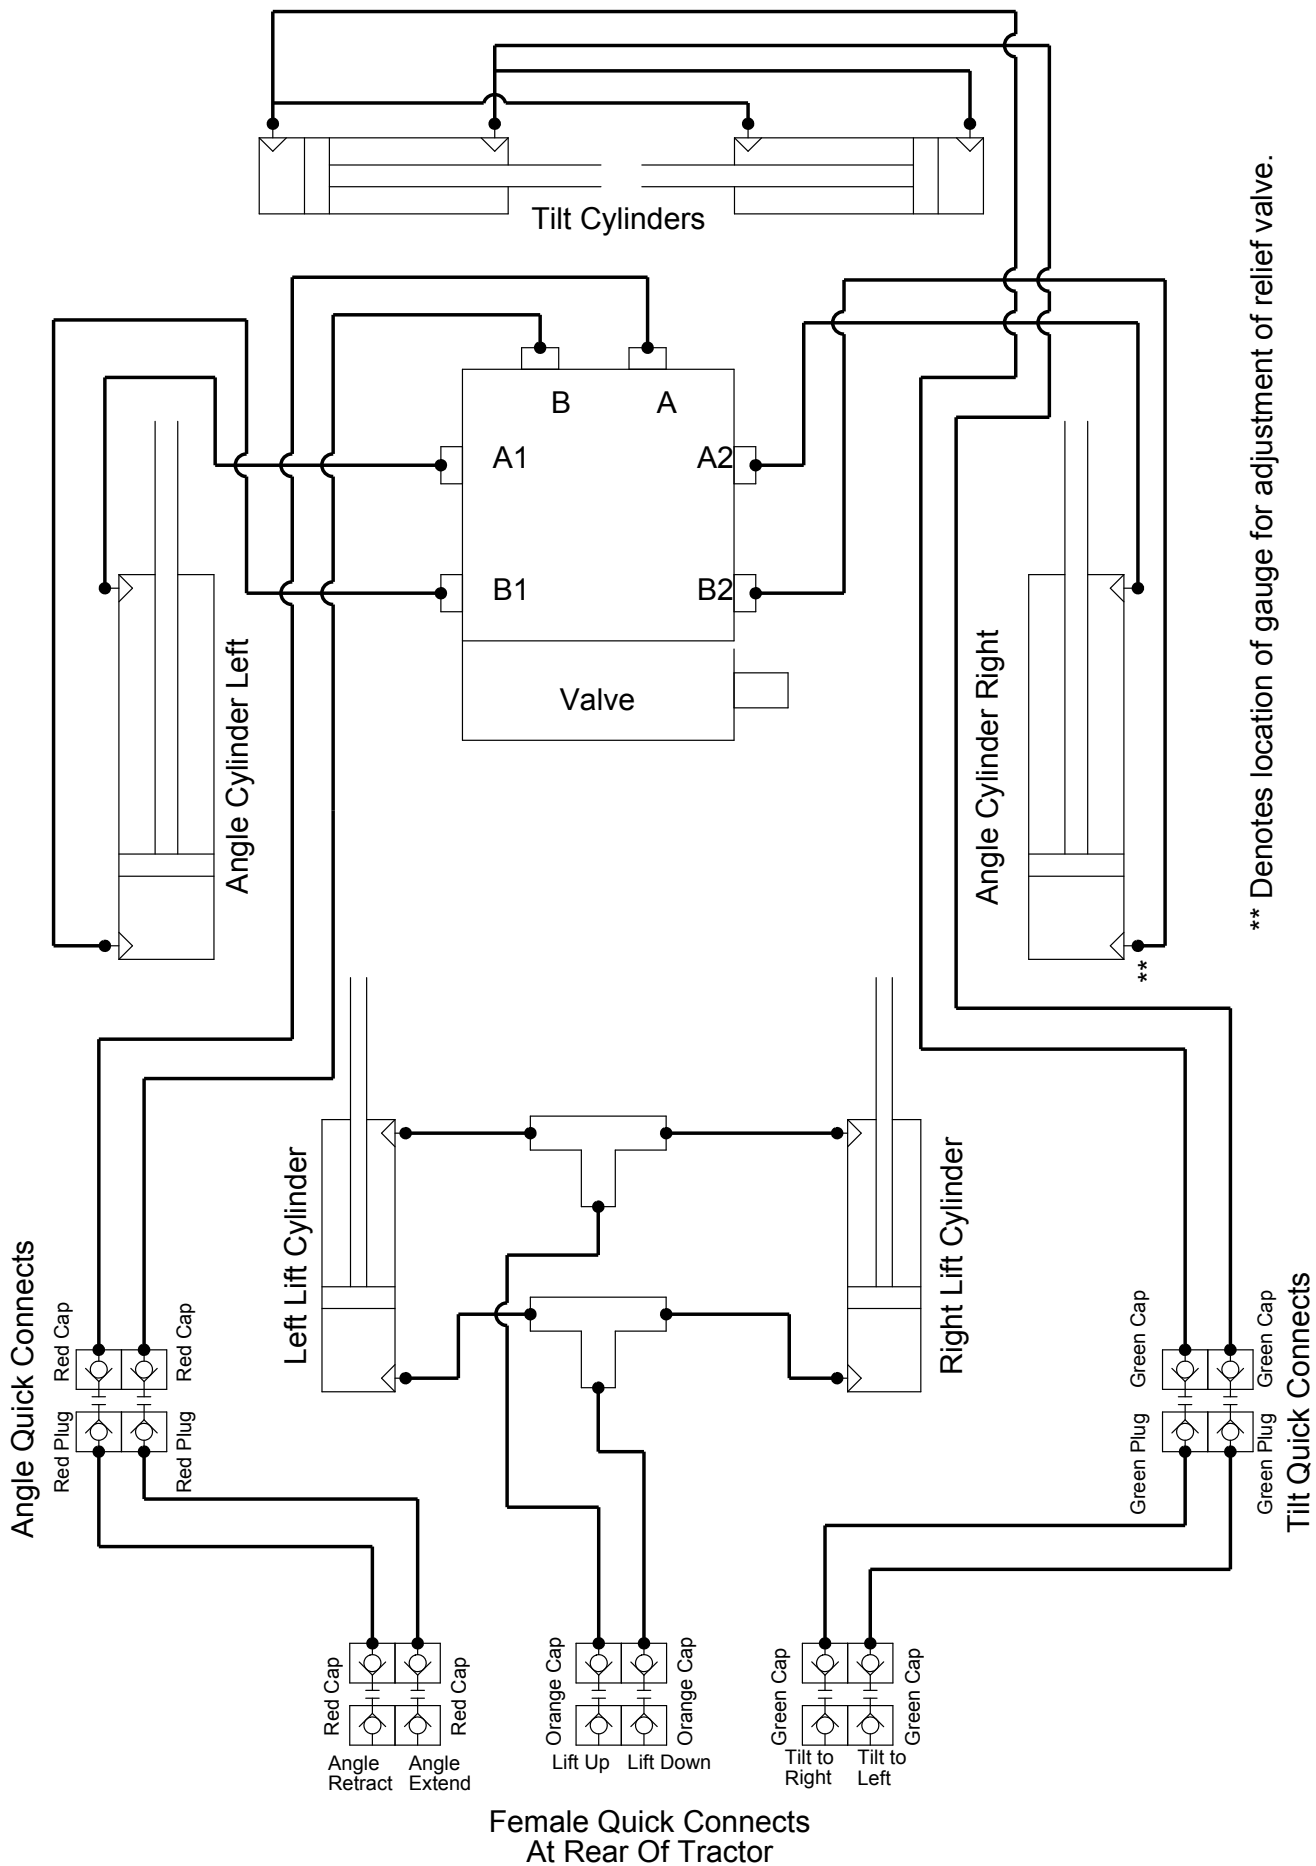 Tilt Cylinders
** Denotes location of gauge for adjustment of relief valve.
B
A
A1
A2
B1
B2
Valve
Angle Cylinder Left
Angle Cylinder Right
**
Left Lift Cylinder
Right Lift Cylinder
Angle Quick Connects
Red Cap
Red Cap
Red Plug
Red Plug
Green Cap
Green Cap
Green Plug
Green Plug
Tilt Quick Connects
Red Cap
Red Cap
Orange Cap
Orange Cap
Green Cap
Green Cap
Angle
Retract
Angle
Extend
Lift Up
Lift Down
Tilt to
Right
Tilt to
Left
Female Quick Connects
At Rear Of Tractor